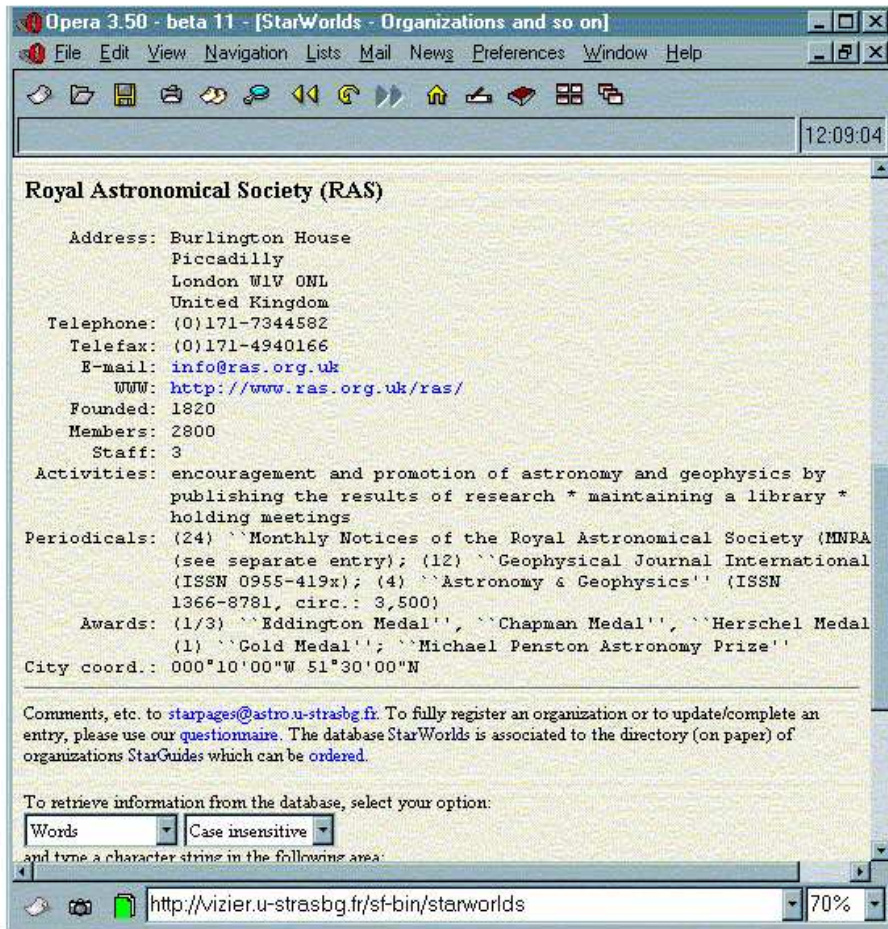 Opera 3.50 - beta 11 - [StarWorlds - Organizations and so on]
File Edit View Navigation Lists Mail News Preferences Window Help
12:09:04
Royal Astronomical Society (RAS)
Address: Burlington House
Piccadilly
London W1V 0NL
United Kingdom
Telephone: (0)171-7344582
Telefax: (0)171-4940166
E-mail: info@ras.org.uk
WWW: http://www.ras.org.uk/ras/
Founded: 1820
Members: 2800
Staff: 3
Activities: encouragement and promotion of astronomy and geophysics by
publishing the results of research * maintaining a library *
holding meetings
Periodicals: (24) ``Monthly Notices of the Royal Astronomical Society (MNRA
(see separate entry); (12) ``Geophysical Journal International
(ISSN 0955-419x); (4) ``Astronomy & Geophysics'' (ISSN
1366-8781, circ.: 3,500)
Awards: (1/3) ``Eddington Medal'', ``Chapman Medal'', ``Herschel Medal
(1) ``Gold Medal''; ``Michael Penston Astronomy Prize''
City coord.: 000°10'00"W 51°30'00"N
Comments, etc. to starpages@astro.u-strasbg.fr. To fully register an organization or to update/complete an
entry, please use our questionnaire. The database StarWorlds is associated to the directory (on paper) of
organizations StarGuides which can be ordered.
To retrieve information from the database, select your option:
Words Case insensitive
and type a character string in the following area:
http://vizier.u-strasbg.fr/sf-bin/starworlds 70%